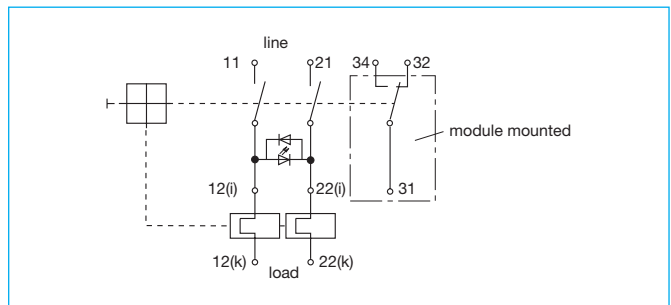 line
11 21 34 32
module mounted
12(i) 22(i) 31
12(k) 22(k)
load